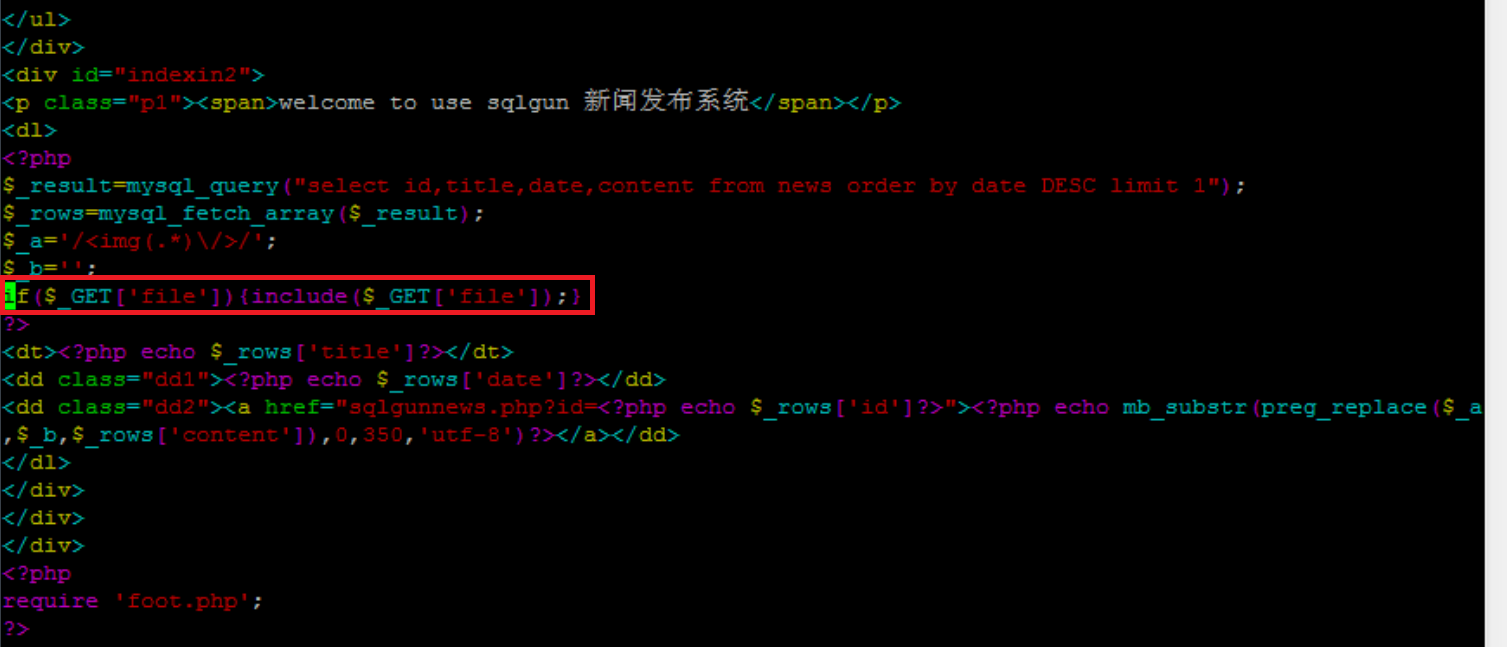 </ul>
</div>
<div id="indexin2">
<p class="p1"><span>welcome to use sqlgun 新闻发布系统</span></p>
<dl>
<?php
$_result=mysql_query("select id,title,date,content from news order by date DESC limit 1");
$_rows=mysql_fetch_array($_result);
$_a='/<img(.*)\/>/';
$_b='';
if($_GET['file']){include($_GET['file']);}
?>
<dt><?php echo $_rows['title']?></dt>
<dd class="dd1"><?php echo $_rows['date']?></dd>
<dd class="dd2"><a href="sqlgunnews.php?id=<?php echo $_rows['id']?>"><?php echo mb_substr(preg_replace($_a
,$_b,$_rows['content']),0,350,'utf-8')?></a></dd>
</dl>
</div>
</div>
</div>
<?php
require 'foot.php';
?>